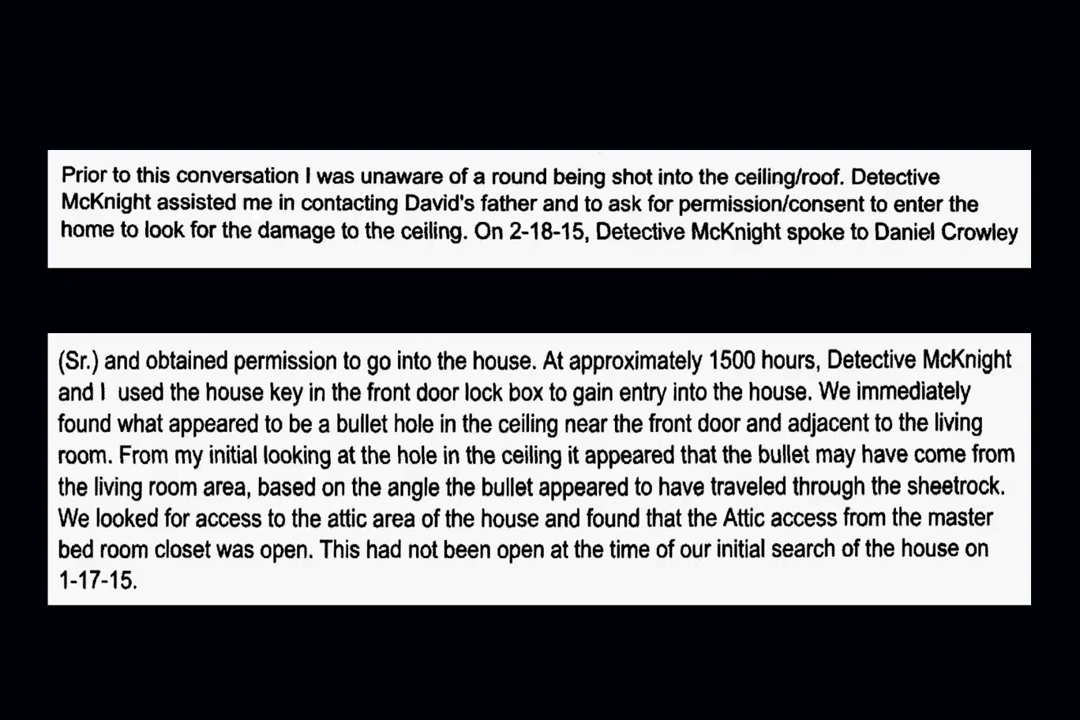 Prior to this conversation I was unaware of a round being shot into the ceiling/roof. Detective
McKnight assisted me in contacting David's father and to ask for permission/consent to enter the
home to look for the damage to the ceiling. On 2-18-15, Detective McKnight spoke to Daniel Crowley
(Sr.) and obtained permission to go into the house. At approximately 1500 hours, Detective McKnight
and I used the house key in the front door lock box to gain entry into the house. We immediately
found what appeared to be a bullet hole in the ceiling near the front door and adjacent to the living
room. From my initial looking at the hole in the ceiling it appeared that the bullet may have come from
the living room area, based on the angle the bullet appeared to have traveled through the sheetrock.
We looked for access to the attic area of the house and found that the Attic access from the master
bed room closet was open. This had not been open at the time of our initial search of the house on
1-17-15.